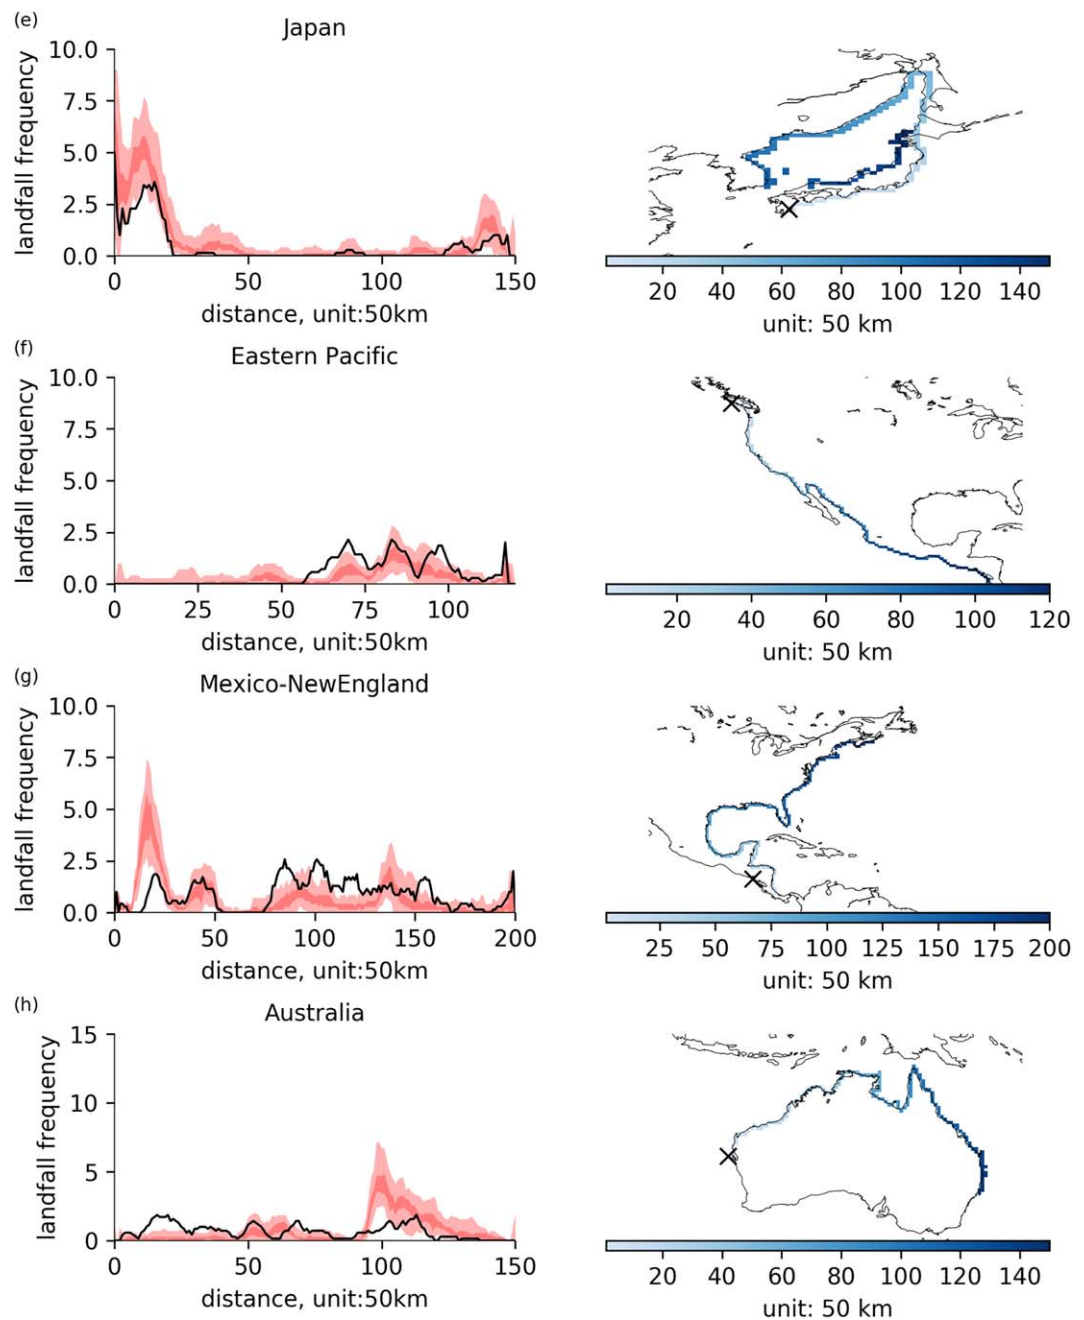 (e)
Japan
landfall frequency
10.0
7.5
5.0
2.5
0.0
0 50 100 150
distance, unit:50km
20 40 60 80 100 120 140
unit: 50 km
(f)
Eastern Pacific
landfall frequency
10.0
7.5
5.0
2.5
0.0
0 25 50 75 100
distance, unit:50km
20 40 60 80 100 120
unit: 50 km
(g)
Mexico-NewEngland
landfall frequency
10.0
7.5
5.0
2.5
0.0
0 50 100 150 200
distance, unit:50km
25 50 75 100 125 150 175 200
unit: 50 km
(h)
Australia
landfall frequency
15
10
5
0
0 50 100 150
distance, unit:50km
20 40 60 80 100 120 140
unit: 50 km